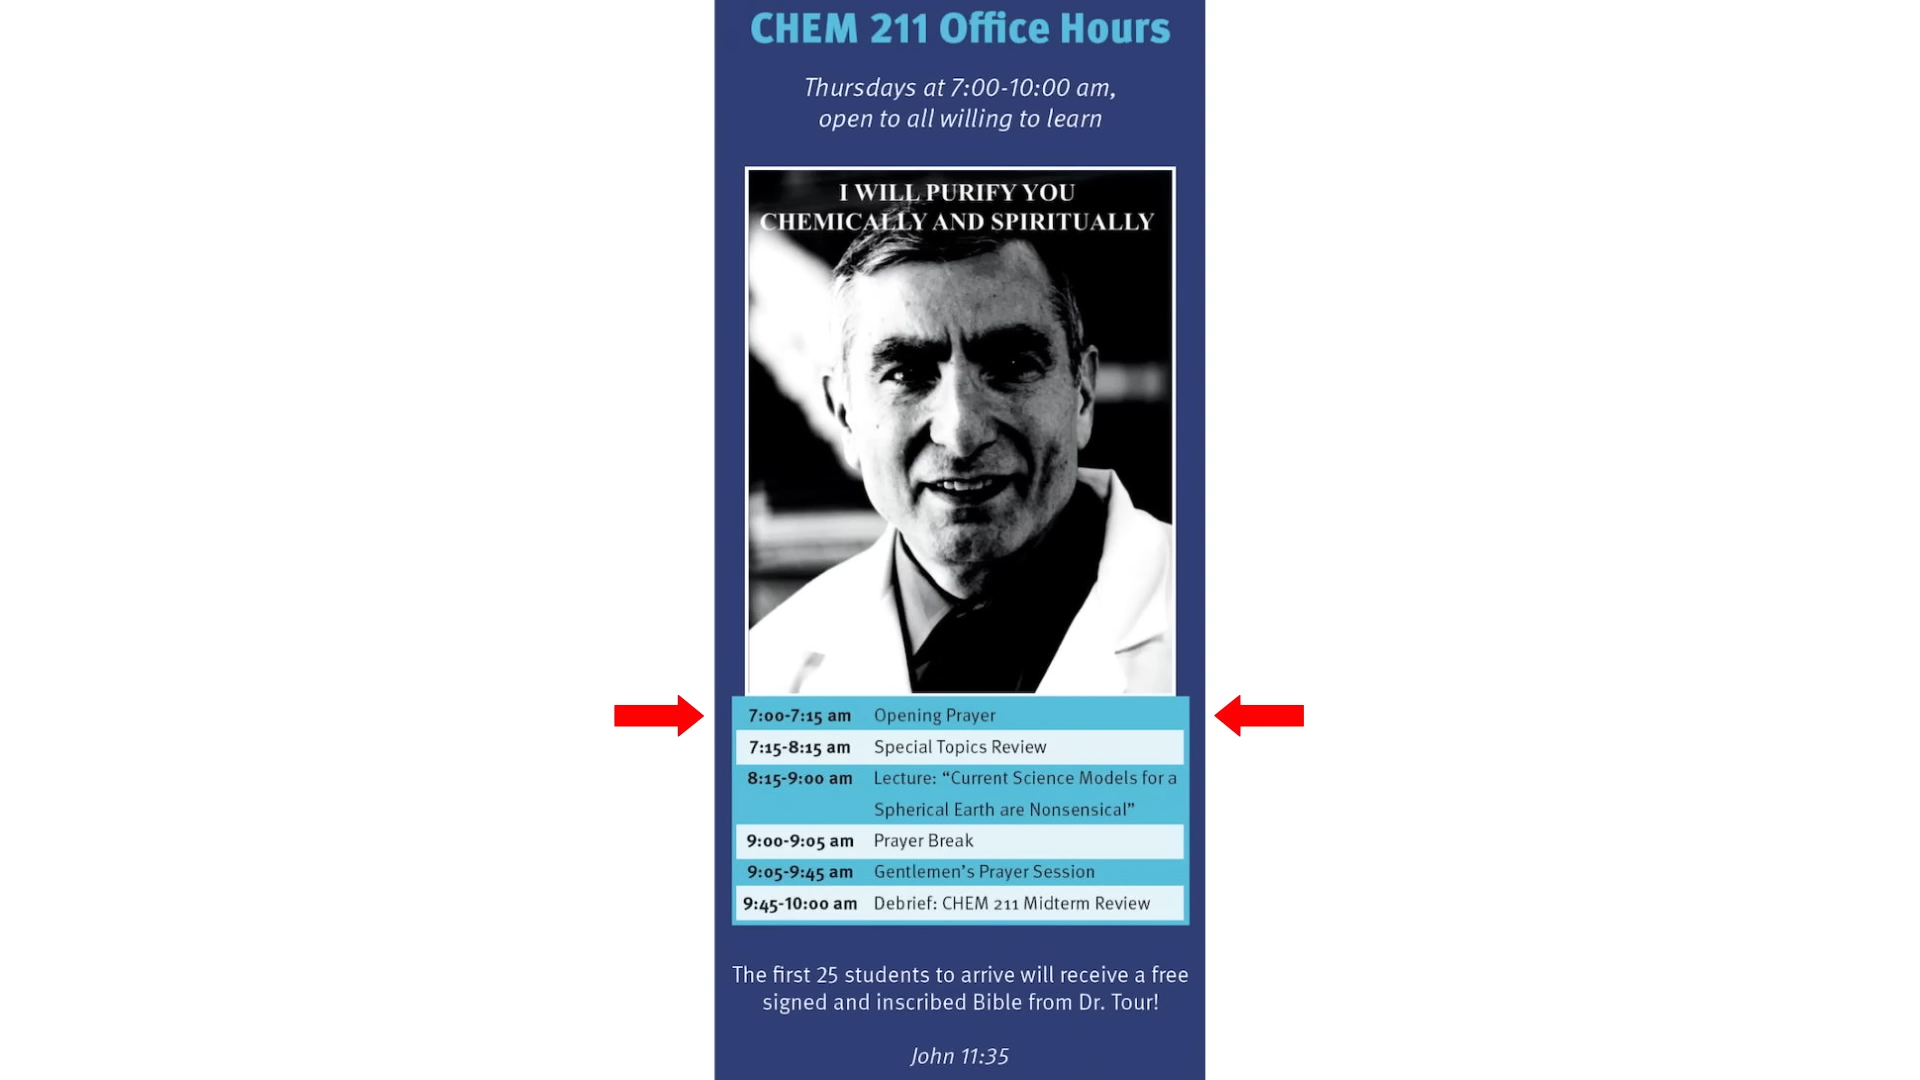 CHEM 211 Office Hours
Thursdays at 7:00-10:00 am,
open to all willing to learn
I WILL PURIFY YOU
CHEMICALLY AND SPIRITUALLY
7:00-7:15 am Opening Prayer
7:15-8:15 am Special Topics Review
8:15-9:00 am Lecture: “Current Science Models for a
Spherical Earth are Nonsensical”
9:00-9:05 am Prayer Break
9:05-9:45 am Gentlemen’s Prayer Session
9:45-10:00 am Debrief: CHEM 211 Midterm Review
The first 25 students to arrive will receive a free
signed and inscribed Bible from Dr. Tour!
John 11:35